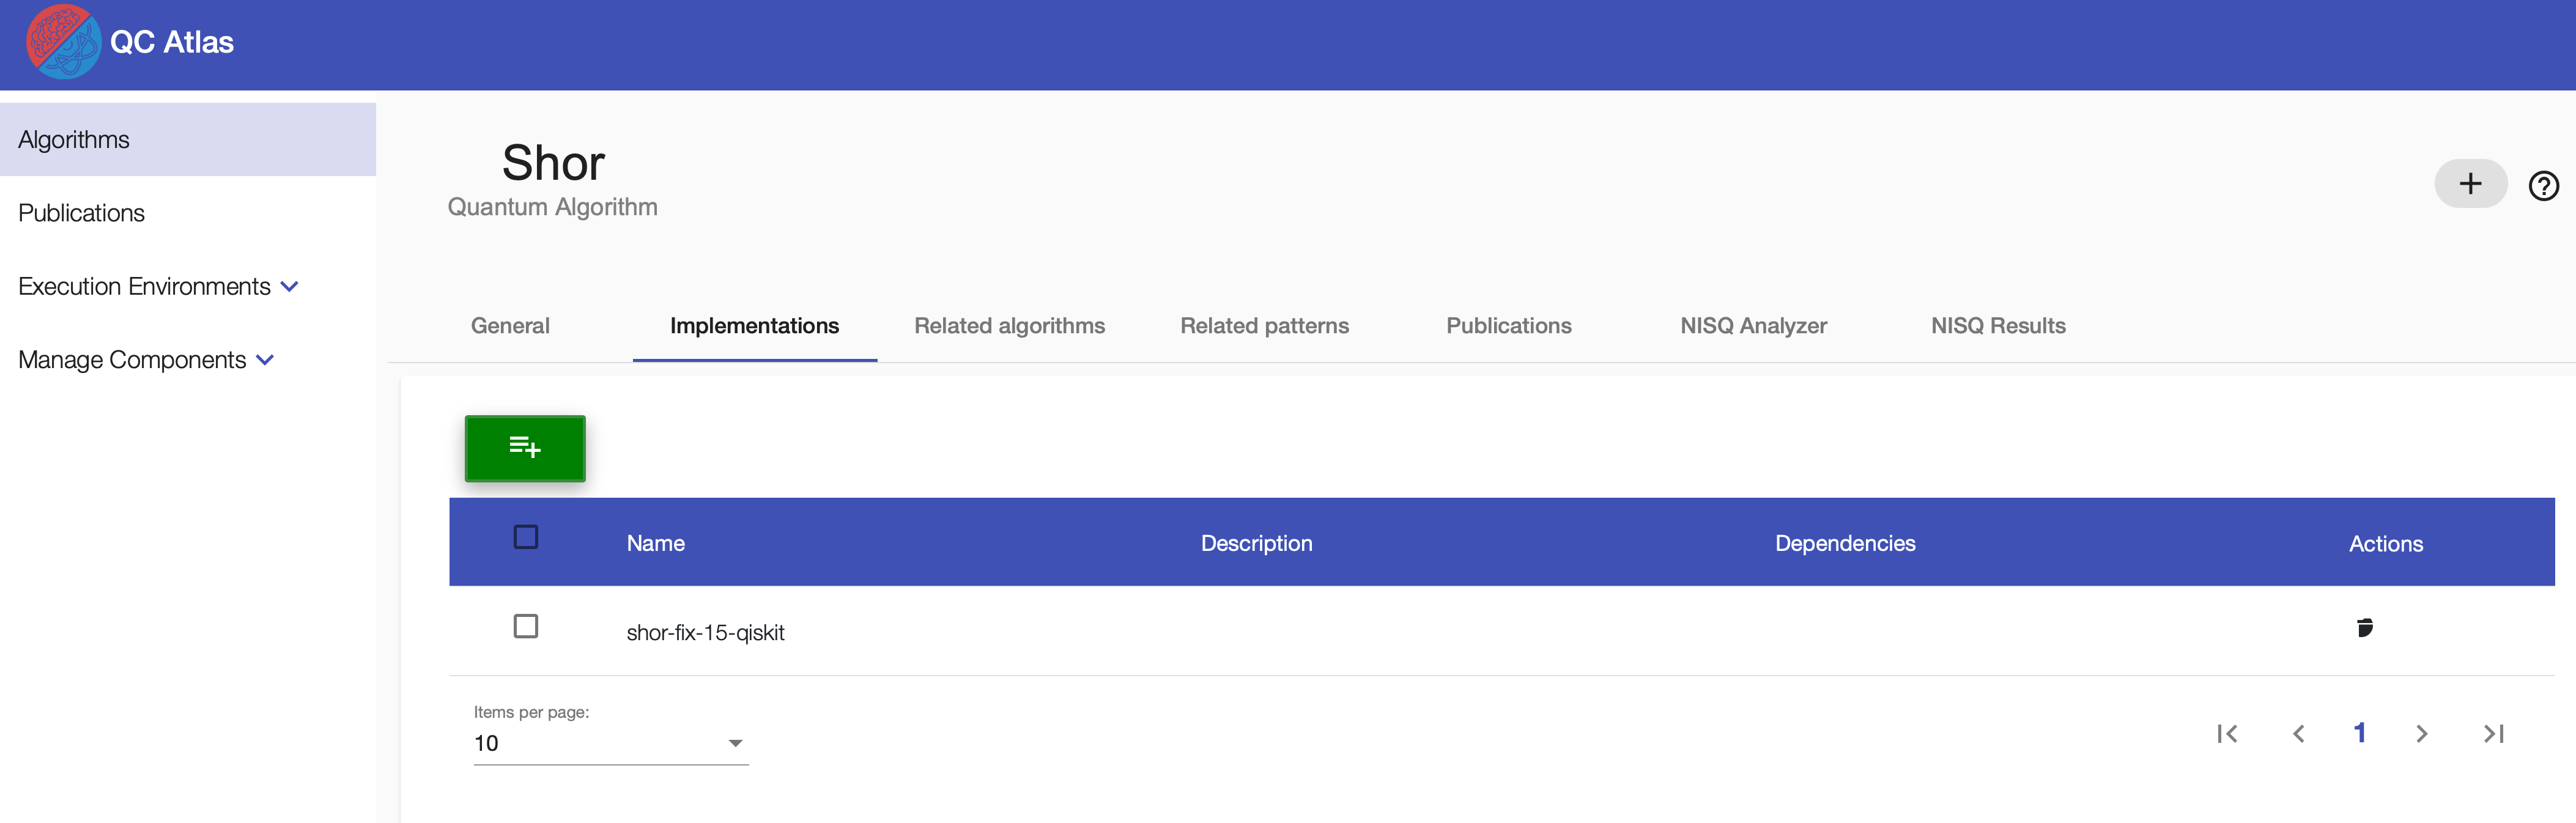 QC Atlas
Algorithms
Publications
Execution Environments
Manage Components
Shor
Quantum Algorithm
General Implementations Related algorithms Related patterns Publications NISQ Analyzer NISQ Results
Name Description Dependencies Actions
shor-fix-15-qiskit
Items per page:
10
1